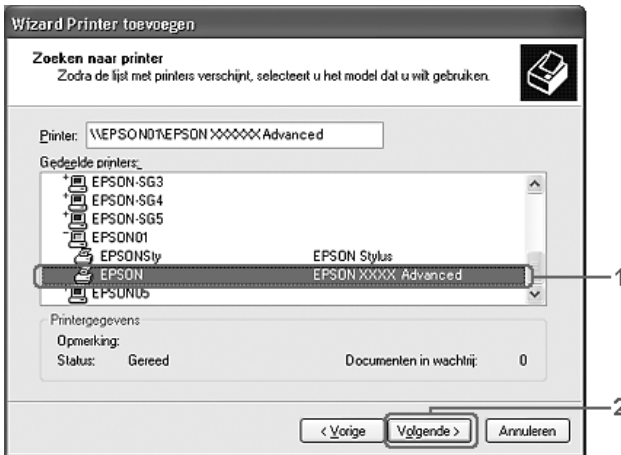 Wizard Printer toevoegen
Zoeken naar printer
Zodra de lijst met printers verschijnt, selecteert u het model dat u wilt gebruiken.
Printer: \\EPSON01\EPSON XXXXXX Advanced
Gedeelde printers:
EPSON-SG3
EPSON-SG4
EPSON-SG5
EPSON01
EPSONSty EPSON Stylus
EPSON EPSON XXXX Advanced
EPSON05
1
Printergegevens
Opmerking:
Status: Gereed Documenten in wachtrij: 0
2
< Vorige Volgende > Annuleren